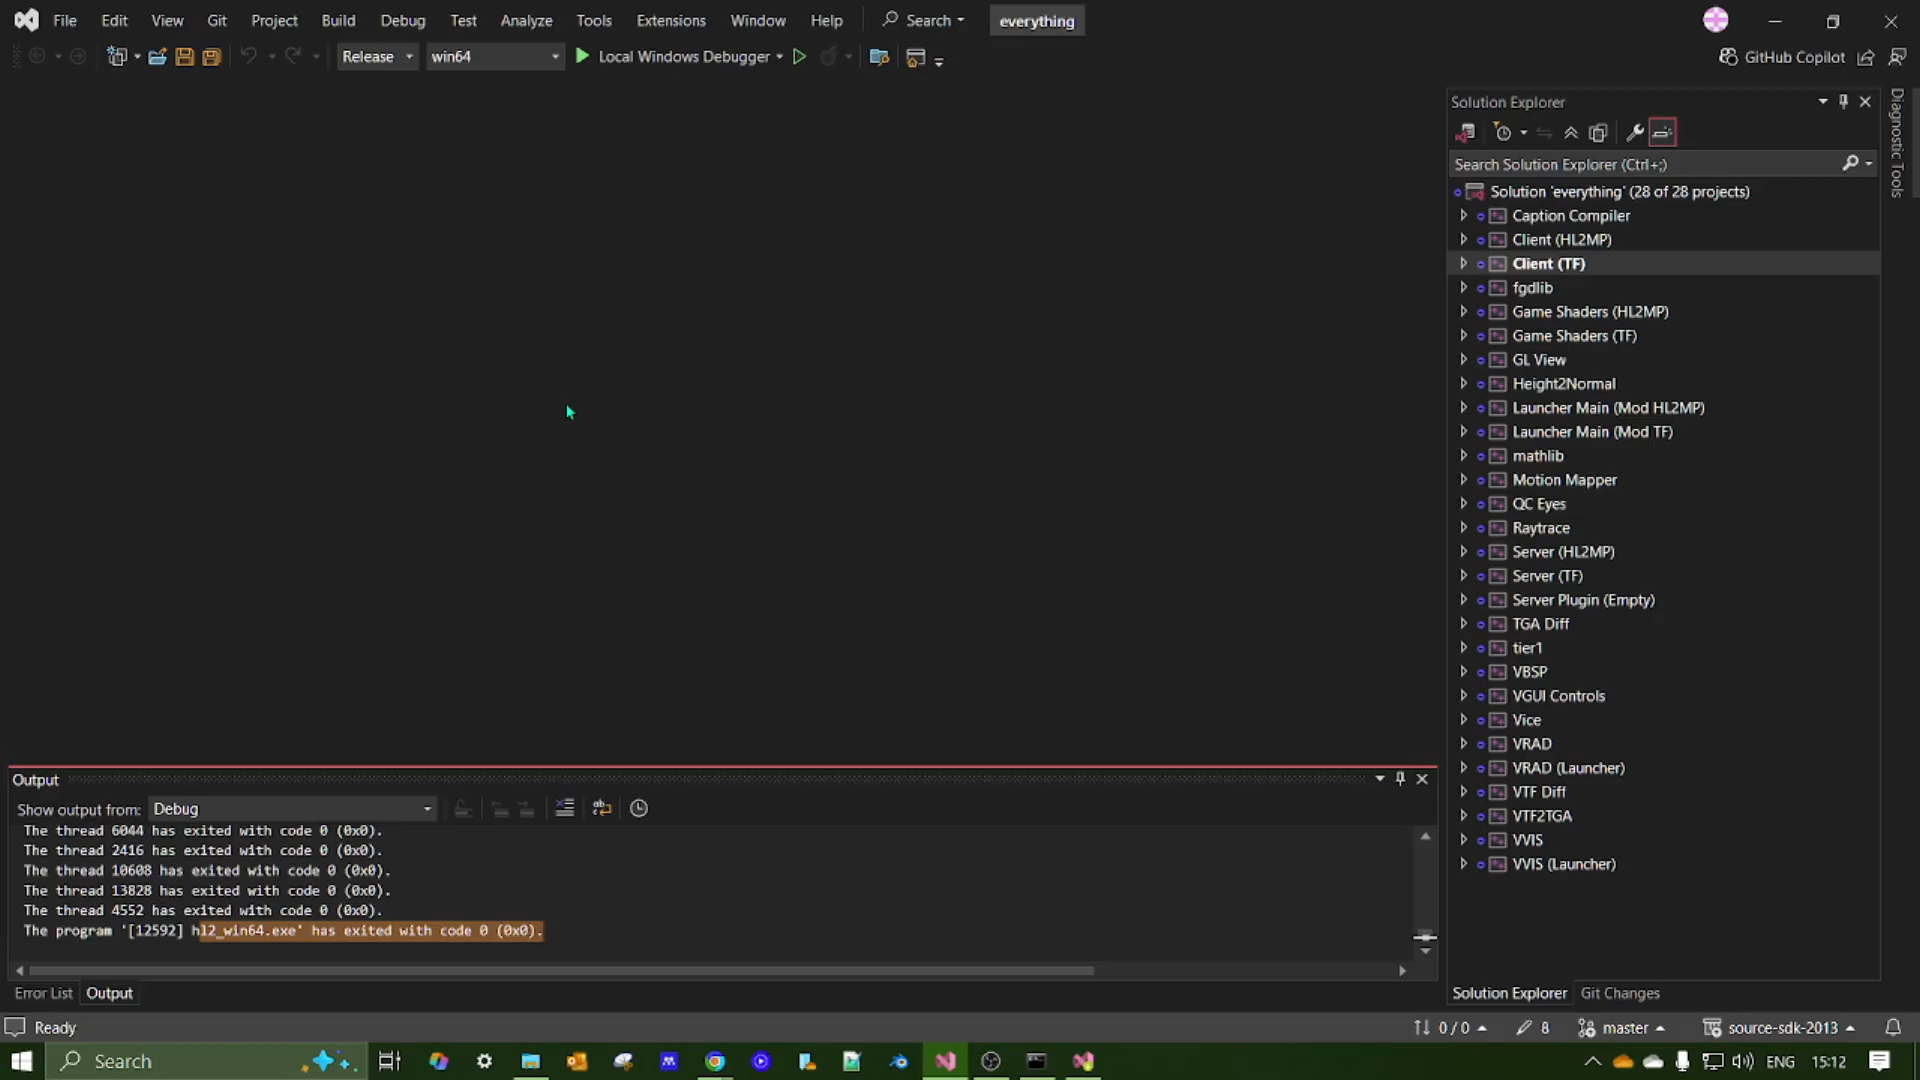 File Edit View Git Project Build Debug Test Analyze Tools Extensions Window Help Search everything
Release win64 Local Windows Debugger GitHub Copilot
Solution Explorer
Diagnostic Tools
Search Solution Explorer (Ctrl+;)
Solution 'everything' (28 of 28 projects)
Caption Compiler
Client (HL2MP)
Client (TF)
fgdlib
Game Shaders (HL2MP)
Game Shaders (TF)
GL View
Height2Normal
Launcher Main (Mod HL2MP)
Launcher Main (Mod TF)
mathlib
Motion Mapper
QC Eyes
Raytrace
Server (HL2MP)
Server (TF)
Server Plugin (Empty)
TGA Diff
tier1
VBSP
VGUI Controls
Vice
VRAD
VRAD (Launcher)
VTF Diff
VTF2TGA
VVIS
VVIS (Launcher)
Output
Show output from: Debug
The thread 6044 has exited with code 0 (0x0).
The thread 2416 has exited with code 0 (0x0).
The thread 10608 has exited with code 0 (0x0).
The thread 13828 has exited with code 0 (0x0).
The thread 4552 has exited with code 0 (0x0).
The program '[12592] hl2_win64.exe' has exited with code 0 (0x0).
Error List Output
Solution Explorer Git Changes
Ready 0 / 0 8 master source-sdk-2013
Search ENG 15:12